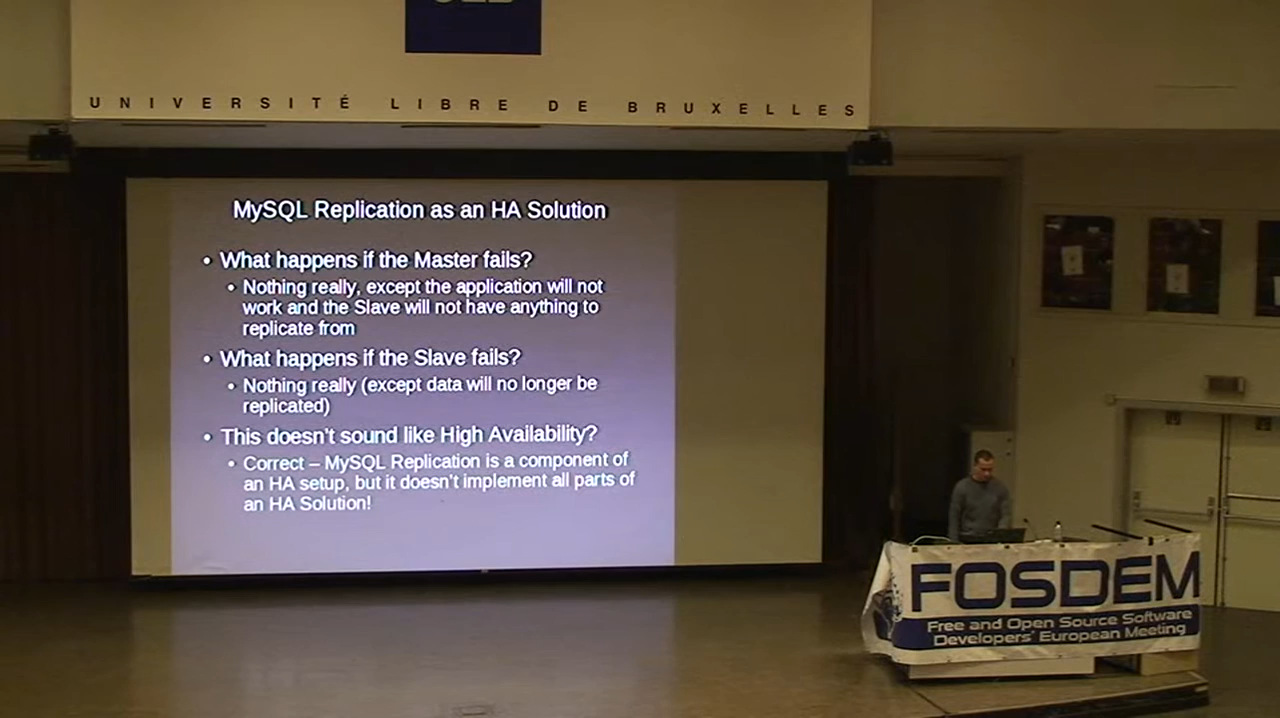 UNIVERSITÉ LIBRE DE BRUXELLES
MySQL Replication as an HA Solution
• What happens if the Master fails?
• Nothing really, except the application will not
work and the Slave will not have anything to
replicate from
• What happens if the Slave fails?
• Nothing really (except data will no longer be
replicated)
• This doesn't sound like High Availability?
• Correct – MySQL Replication is a component of
an HA setup, but it doesn't implement all parts of
an HA Solution!
FOSDEM
Free and Open Source Software
Developers' European Meeting